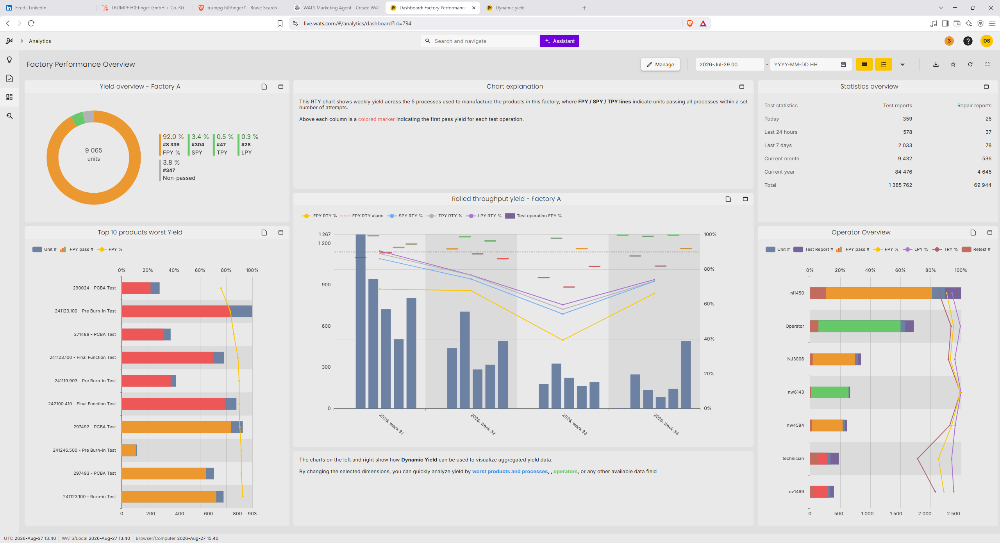 Feed | LinkedIn
TRUMPF Hüttinger GmbH + Co. KG
trumpg hüttinger# - Brave Search
WATS Marketing Agent - Create WAT
Dashboard: Factory Performance
Dynamic yield
live.wats.com/#/analytics/dashboard?id=794
Analytics
Search and navigate
Assistant
3
DS
Factory Performance Overview
Manage
2026-Jul-29 00
-
YYYY-MM-DD HH
Yield overview - Factory A
9 065
units
92.0 %
#8 339
FPY %
3.4 %
#304
SPY
0.5 %
#47
TPY
0.3 %
#28
LPY
3.8 %
#347
Non-passed
Chart explanation
This RTY chart shows weekly yield across the 5 processes used to manufacture the products in this factory, where FPY / SPY / TPY lines indicate units passing all processes within a set
number of attempts.
Above each column is a colored marker indicating the first pass yield for each test operation.
Statistics overview
Test statistics Test reports Repair reports
Today 359 25
Last 24 hours 578 37
Last 7 days 2 033 78
Current month 9 432 536
Current year 84 476 4 645
Total 1 385 762 69 944
Top 10 products worst Yield
Unit # FPY pass # FPY %
0% 20% 40% 60% 80% 100%
290024 - PCBA Test
241123.100 - Pre Burn-in Test
271488 - PCBA Test
241123.100 - Final Function Test
241119.903 - Pre Burn-in Test
242100.410 - Final Function Test
297492 - PCBA Test
241246.500 - Pre Burn-in Test
297493 - PCBA Test
241123.100 - Burn-in Test
0 200 400 600 800 903
Rolled throughput yield - Factory A
FPY RTY % FPY RTY alarm SPY RTY % TPY RTY % LPY RTY % Test operation FPY %
1 267
1 200
900
600
300
0
100%
80%
60%
40%
20%
0%
2026, week 31
2026, week 32
2026, week 33
2026, week 34
The charts on the left and right show how Dynamic Yield can be used to visualize aggregated yield data.
By changing the selected dimensions, you can quickly analyze yield by worst products and processes, , operators, or any other available data field
Operator Overview
Unit # Test Report # FPY pass # FPY % LPY % TRY % Retest #
0% 20% 40% 60% 80% 100%
ni1450
Operator
NJ3006
nw6143
nw4584
technician
nv1469
0 500 1 000 1 500 2 000 2 500
UTC 2026-Aug-27 13:40 WATS/Local 2026-Aug-27 13:40 Browser/Computer 2026-Aug-27 15:40